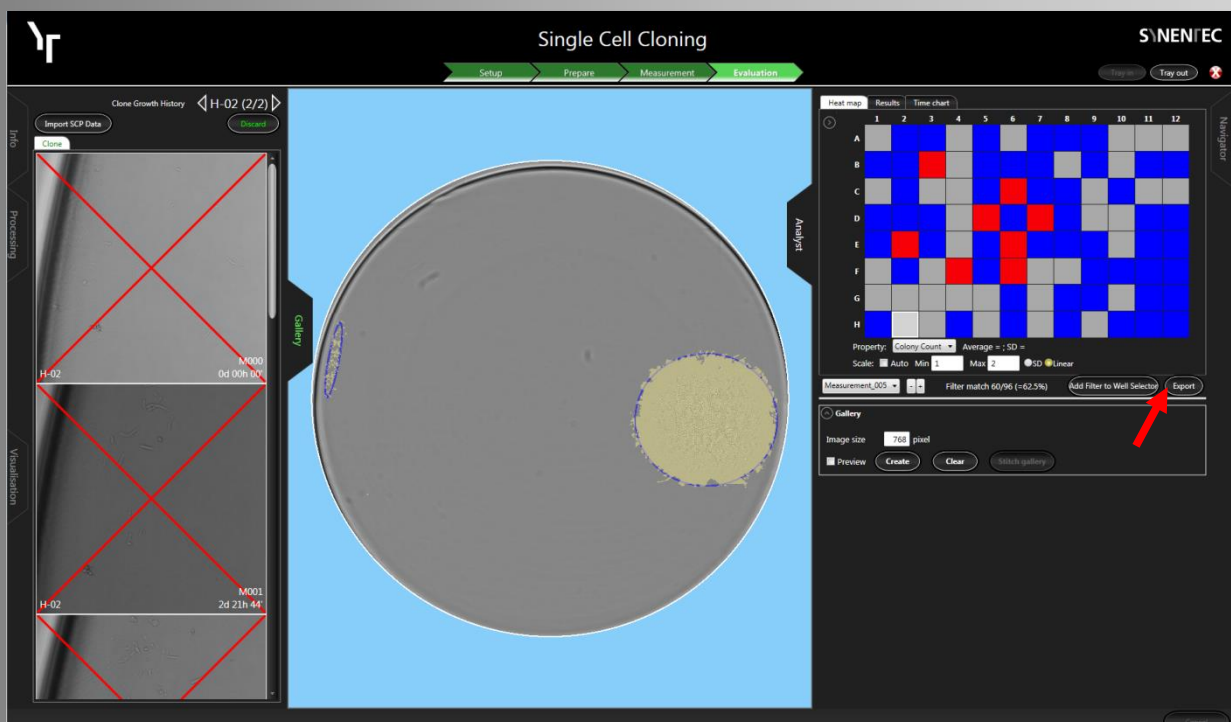 Single Cell Cloning
SYNENTEC
Setup
Prepare
Measurement
Evaluation
Tray in
Tray out
Info
Processing
Visualisation
Clone Growth History
H-02 (2/2)
Import SCP Data
Discard
Clone
M000
H-02
0d 00h 00'
M001
H-02
2d 21h 44'
Gallery
Analyst
Navigator
Heat map
Results
Time chart
1 2 3 4 5 6 7 8 9 10 11 12
A
B
C
D
E
F
G
H
Property: Colony Count Average = ; SD =
Scale: Auto Min 1 Max 2 SD Linear
Measurement_005 - + Filter match 60/96 (=62.5%) Add Filter to Well Selector Export
Gallery
Image size 768 pixel
Preview Create Clear Stitch gallery